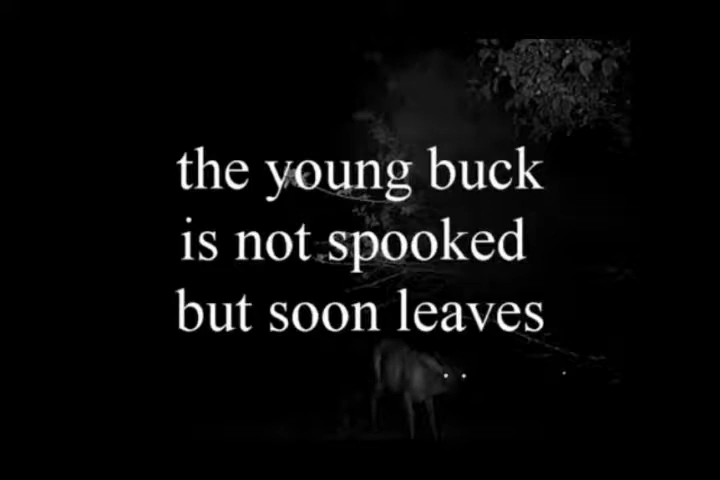 the young buck
is not spooked
but soon leaves